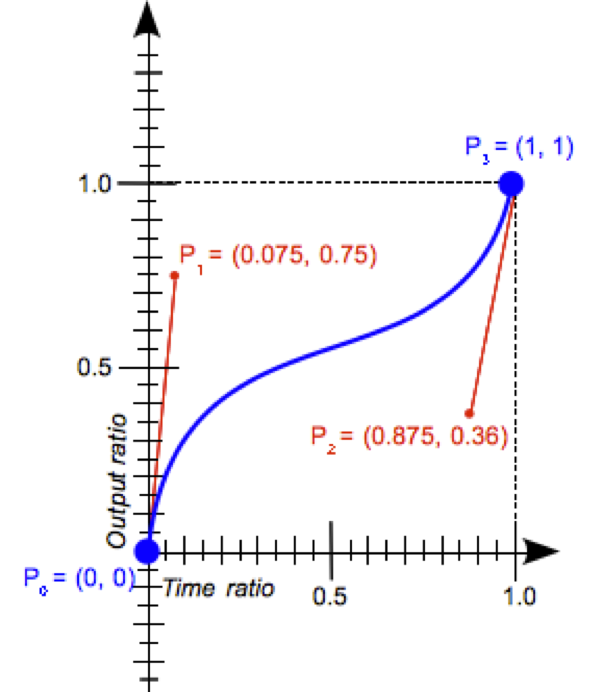 P₃ = (1, 1)
1.0
P₁ = (0.075, 0.75)
0.5
P₂ = (0.875, 0.36)
Output ratio
P₀ = (0, 0)
Time ratio
0.5
1.0